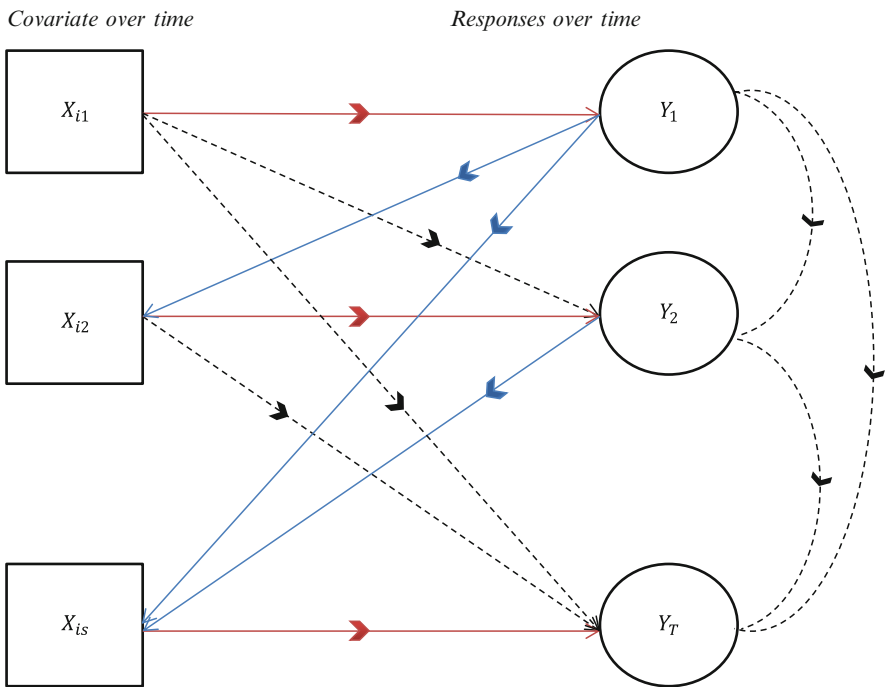 Covariate over time
Responses over time
X_{i1}
Y_1
X_{i2}
Y_2
X_{is}
Y_T